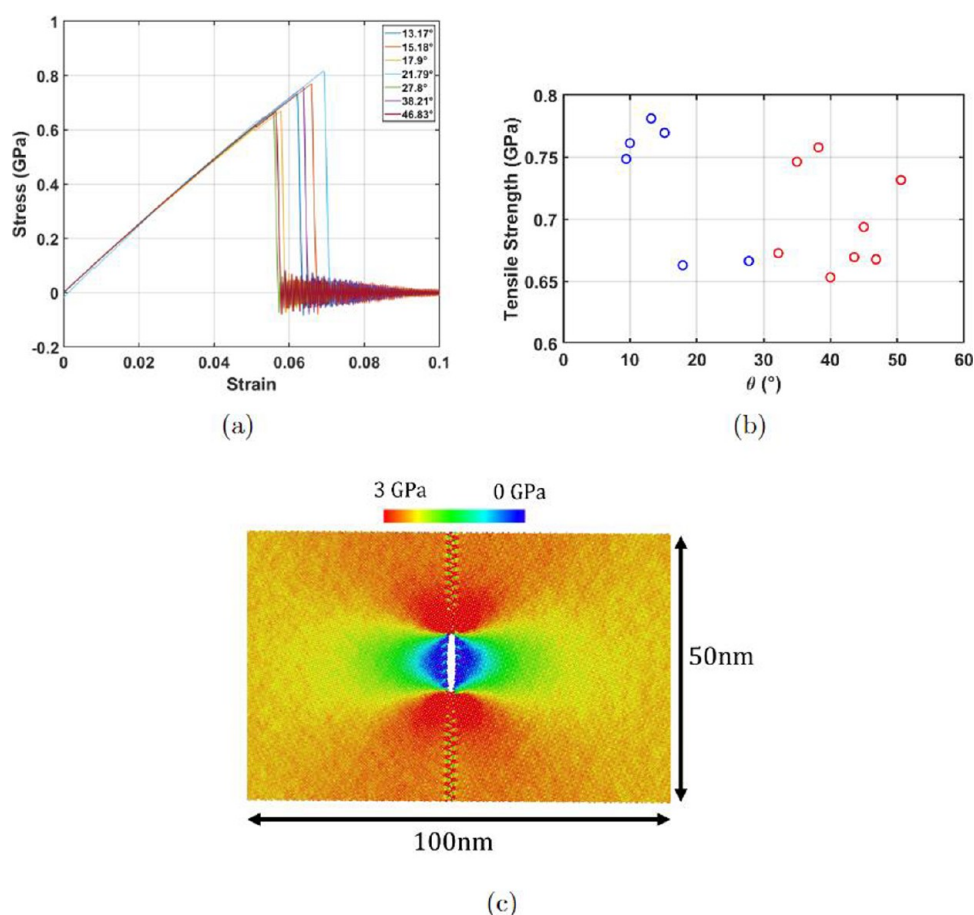 1
0.8
0.6
0.4
0.2
0
-0.2
Stress (GPa)
0 0.02 0.04 0.06 0.08 0.1
Strain
13.17°
15.18°
17.9°
21.79°
27.8°
38.21°
46.83°
(a)
0.8
0.75
0.7
0.65
0.6
Tensile Strength (GPa)
0 10 20 30 40 50 60
θ (°)
(b)
3 GPa 0 GPa
50nm
100nm
(c)